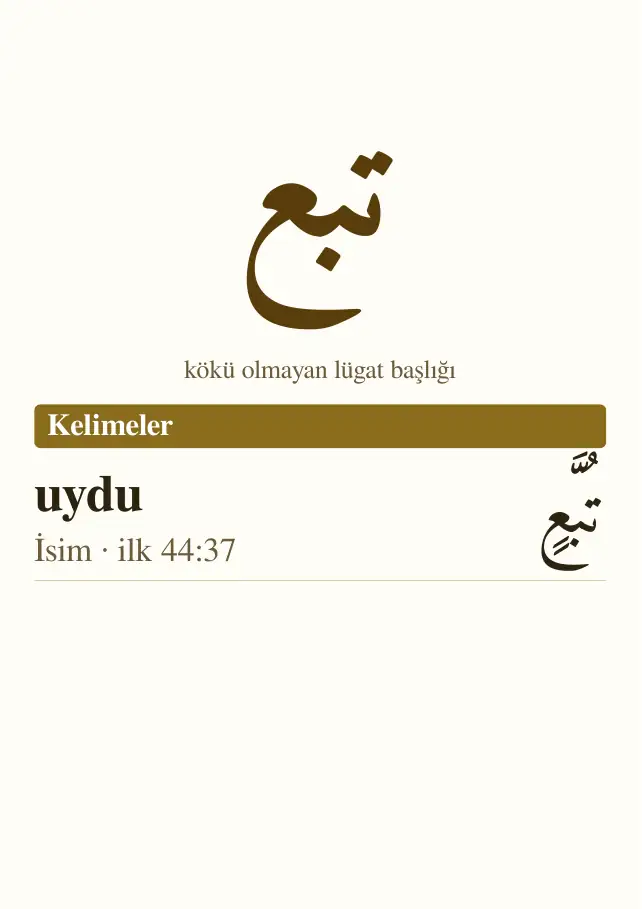 تبع
kökü olmayan lügat başlığı
Kelimeler
uydu تُبَّعٍ
İsim · ilk 44:37